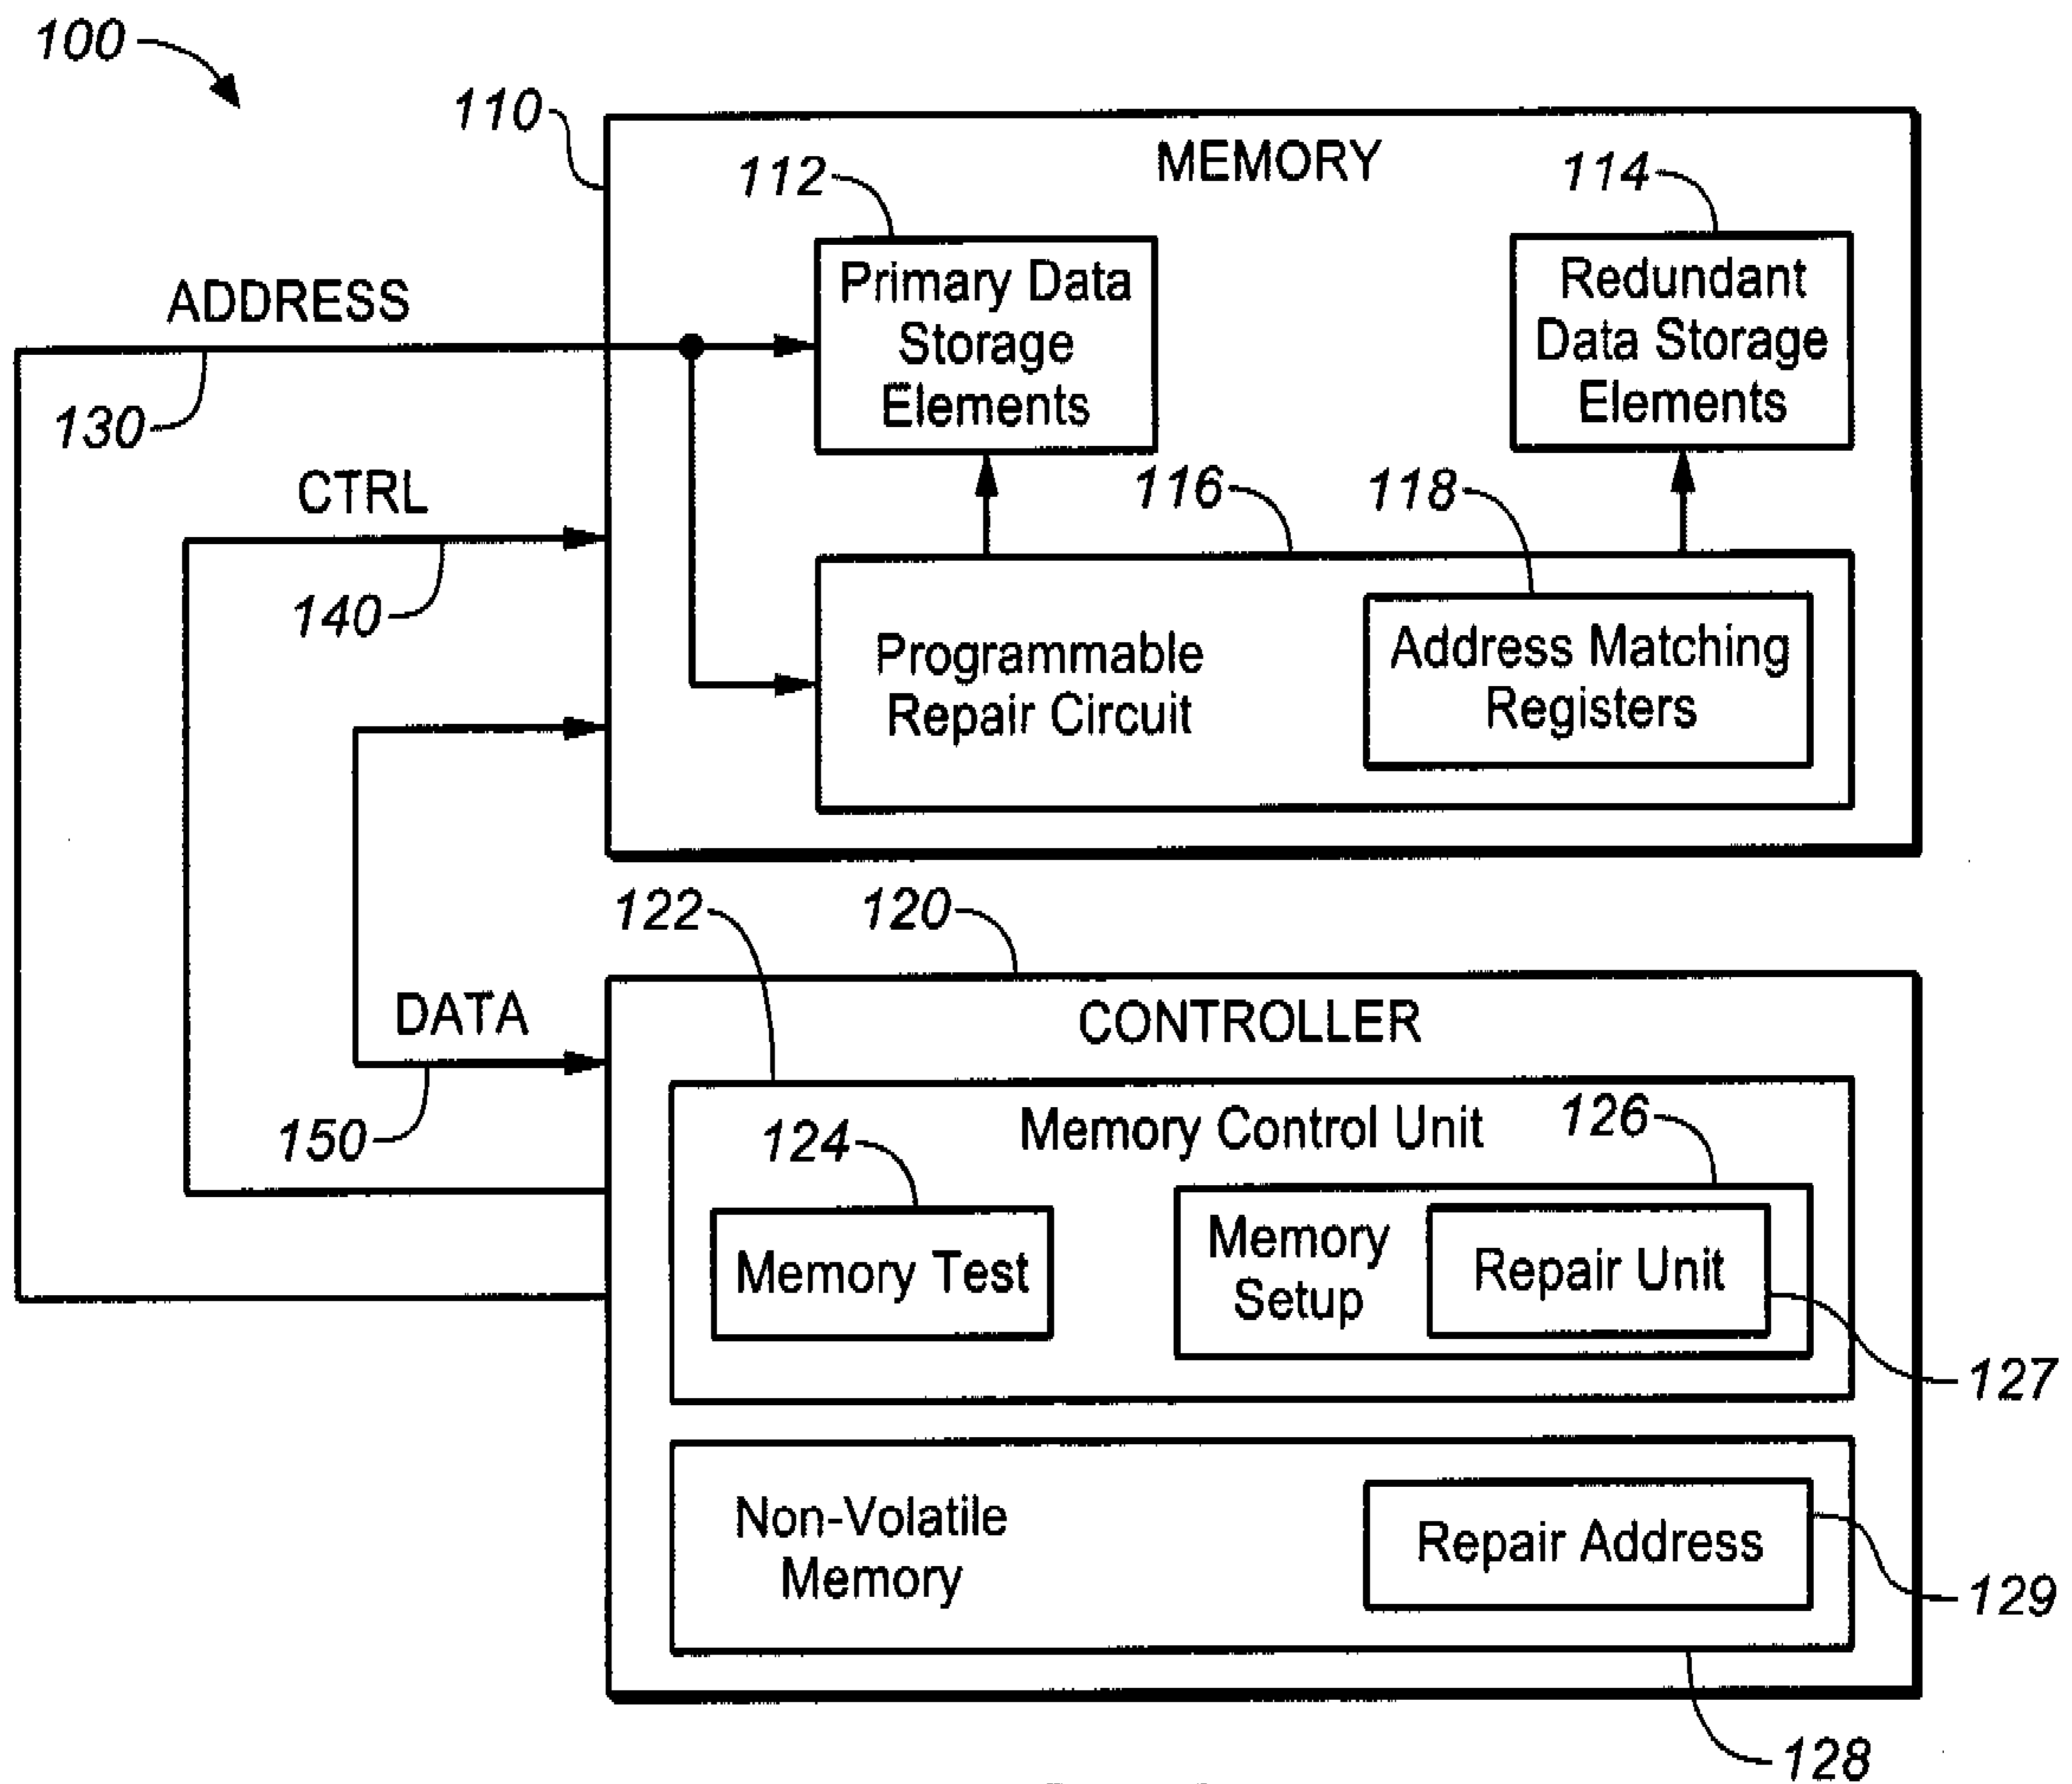 100
110
MEMORY
112
114
Primary Data
Storage
Elements
Redundant
Data Storage
Elements
ADDRESS
130
CTRL
140
116
118
Programmable
Repair Circuit
Address Matching
Registers
122
120
DATA
150
CONTROLLER
Memory Control Unit
124
126
Memory Test
Memory
Setup
Repair Unit
127
Non-Volatile
Memory
Repair Address
129
128